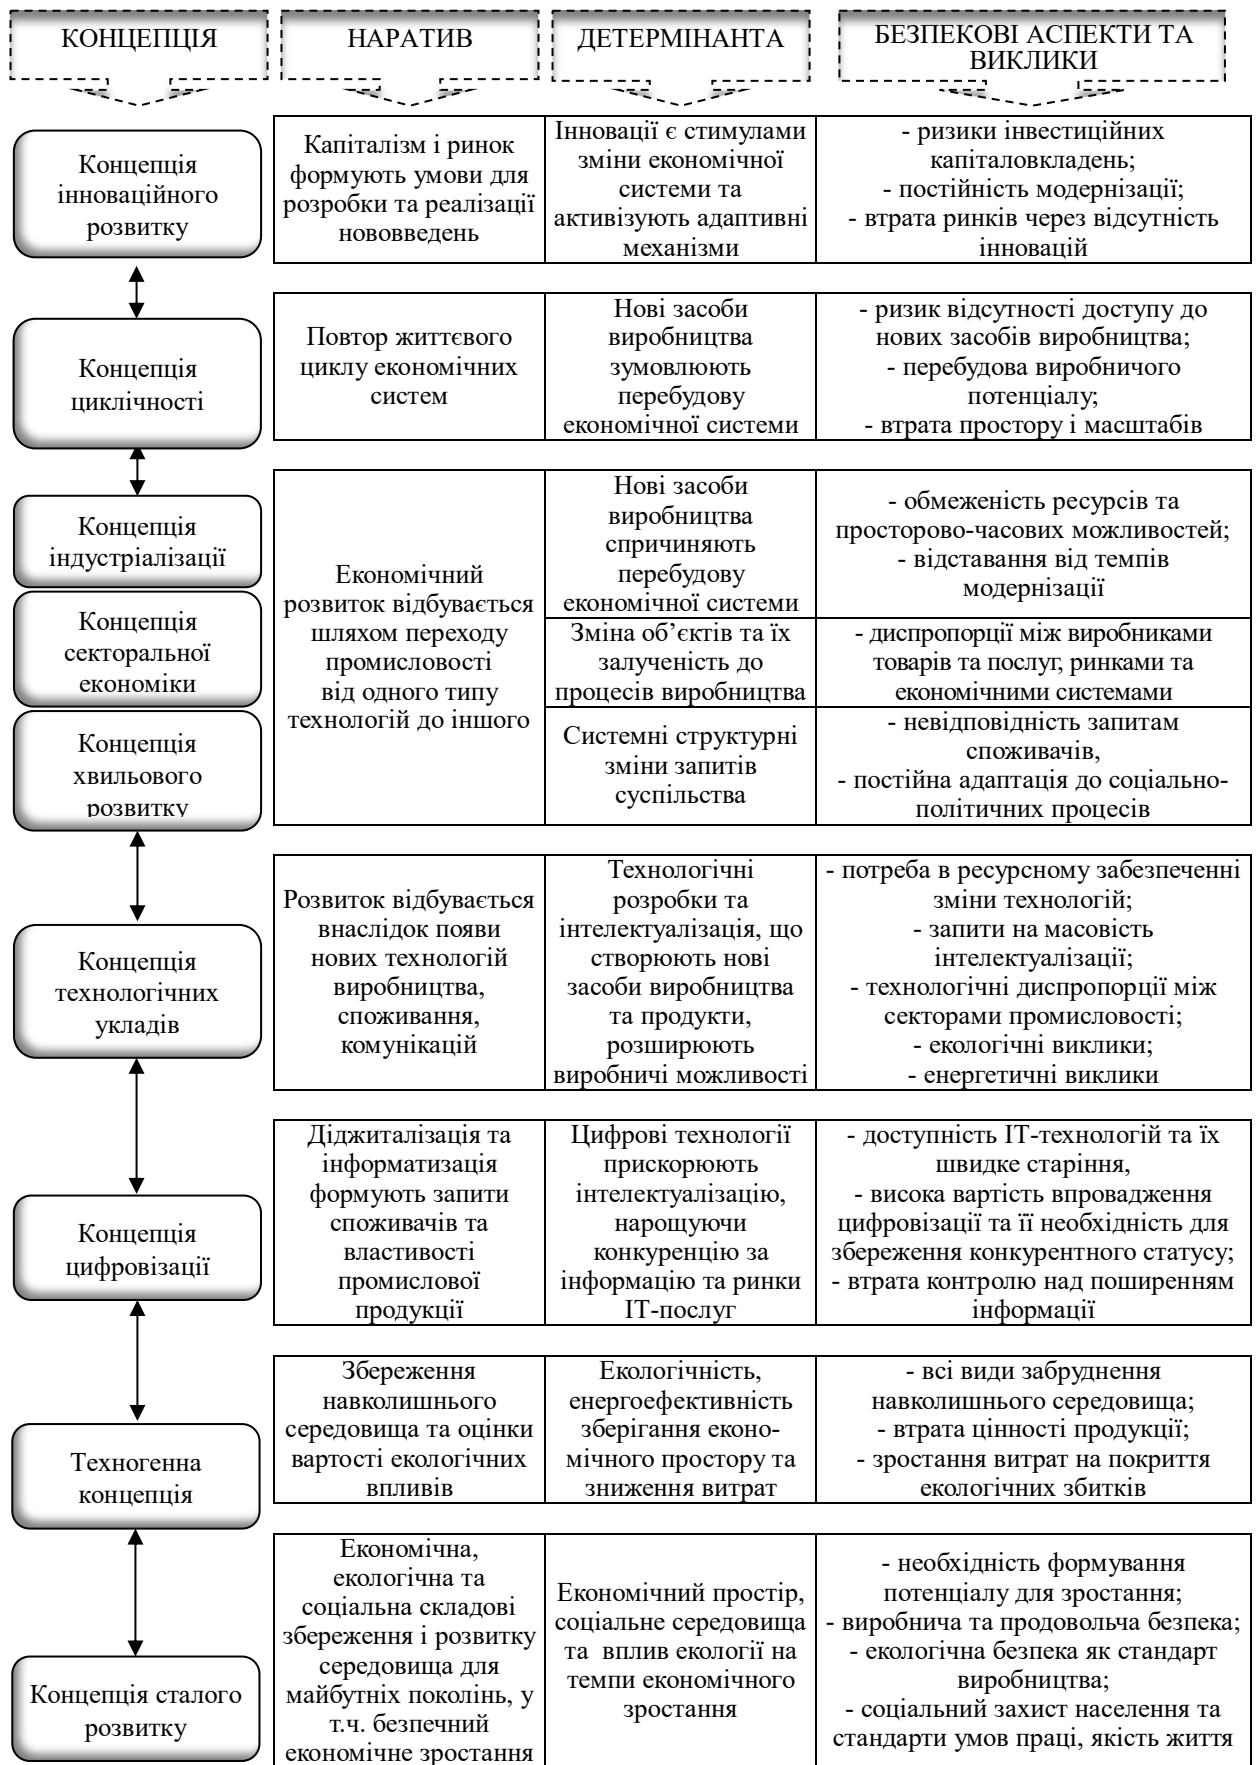 КОНЦЕПЦІЯ
НАРАТИВ
ДЕТЕРМІНАНТА
БЕЗПЕКОВІ АСПЕКТИ ТА
ВИКЛИКИ
Концепція
інноваційного
розвитку
Капіталізм і ринок
формують умови для
розробки та реалізації
нововведень
Інновації є стимулами
зміни економічної
системи та
активізують адаптивні
механізми
- ризики інвестиційних
капіталовкладень;
- постійність модернізації;
- втрата ринків через відсутність
інновацій
Концепція
циклічності
Повтор життєвого
циклу економічних
систем
Нові засоби
виробництва
зумовлюють
перебудову
економічної системи
- ризик відсутності доступу до
нових засобів виробництва;
- перебудова виробничого
потенціалу;
- втрата простору і масштабів
Концепція
індустріалізації
Концепція
секторальної
економіки
Концепція
хвильового
розвитку
Економічний
розвиток відбувається
шляхом переходу
промисловості
від одного типу
технологій до іншого
Нові засоби
виробництва
спричиняють
перебудову
економічної системи
- обмеженість ресурсів та
просторово-часових можливостей;
- відставання від темпів
модернізації
Зміна об’єктів та їх
залученість до
процесів виробництва
- диспропорції між виробниками
товарів та послуг, ринками та
економічними системами
Системні структурні
зміни запитів
суспільства
- невідповідність запитам
споживачів,
- постійна адаптація до соціально-
політичних процесів
Концепція
технологічних
укладів
Розвиток відбувається
внаслідок появи
нових технологій
виробництва,
споживання,
комунікацій
Технологічні
розробки та
інтелектуалізація, що
створюють нові
засоби виробництва
та продукти,
розширюють
виробничі можливості
- потреба в ресурсному забезпеченні
зміни технологій;
- запити на масовість
інтелектуалізації;
- технологічні диспропорції між
секторами промисловості;
- екологічні виклики;
- енергетичні виклики
Концепція
цифровізації
Діджиталізація та
інформатизація
формують запити
споживачів та
властивості
промислової
продукції
Цифрові технології
прискорюють
інтелектуалізацію,
нарощуючи
конкуренцію за
інформацію та ринки
ІТ-послуг
- доступність ІТ-технологій та їх
швидке старіння,
- висока вартість впровадження
цифровізації та її необхідність для
збереження конкурентного статусу;
- втрата контролю над поширенням
інформації
Техногенна
концепція
Збереження
навколишнього
середовища та оцінки
вартості екологічних
впливів
Екологічність,
енергоефективність
зберігання еконо-
мічного простору та
зниження витрат
- всі види забруднення
навколишнього середовища;
- втрата цінності продукції;
- зростання витрат на покриття
екологічних збитків
Концепція сталого
розвитку
Економічна,
екологічна та
соціальна складові
збереження і розвитку
середовища для
майбутніх поколінь, у
т.ч. безпечний
економічне зростання
Економічний простір,
соціальне середовища
та вплив екології на
темпи економічного
зростання
- необхідність формування
потенціалу для зростання;
- виробнича та продовольча безпека;
- екологічна безпека як стандарт
виробництва;
- соціальний захист населення та
стандарти умов праці, якість життя